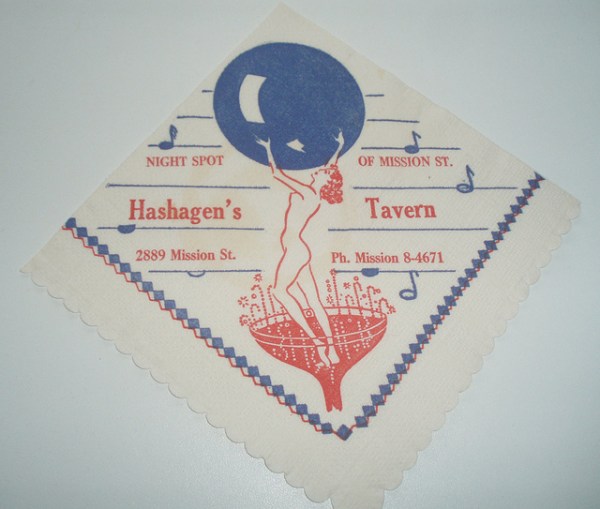 NIGHT SPOT OF MISSION ST.
Hashagen's Tavern
2889 Mission St. Ph. Mission 8-4671